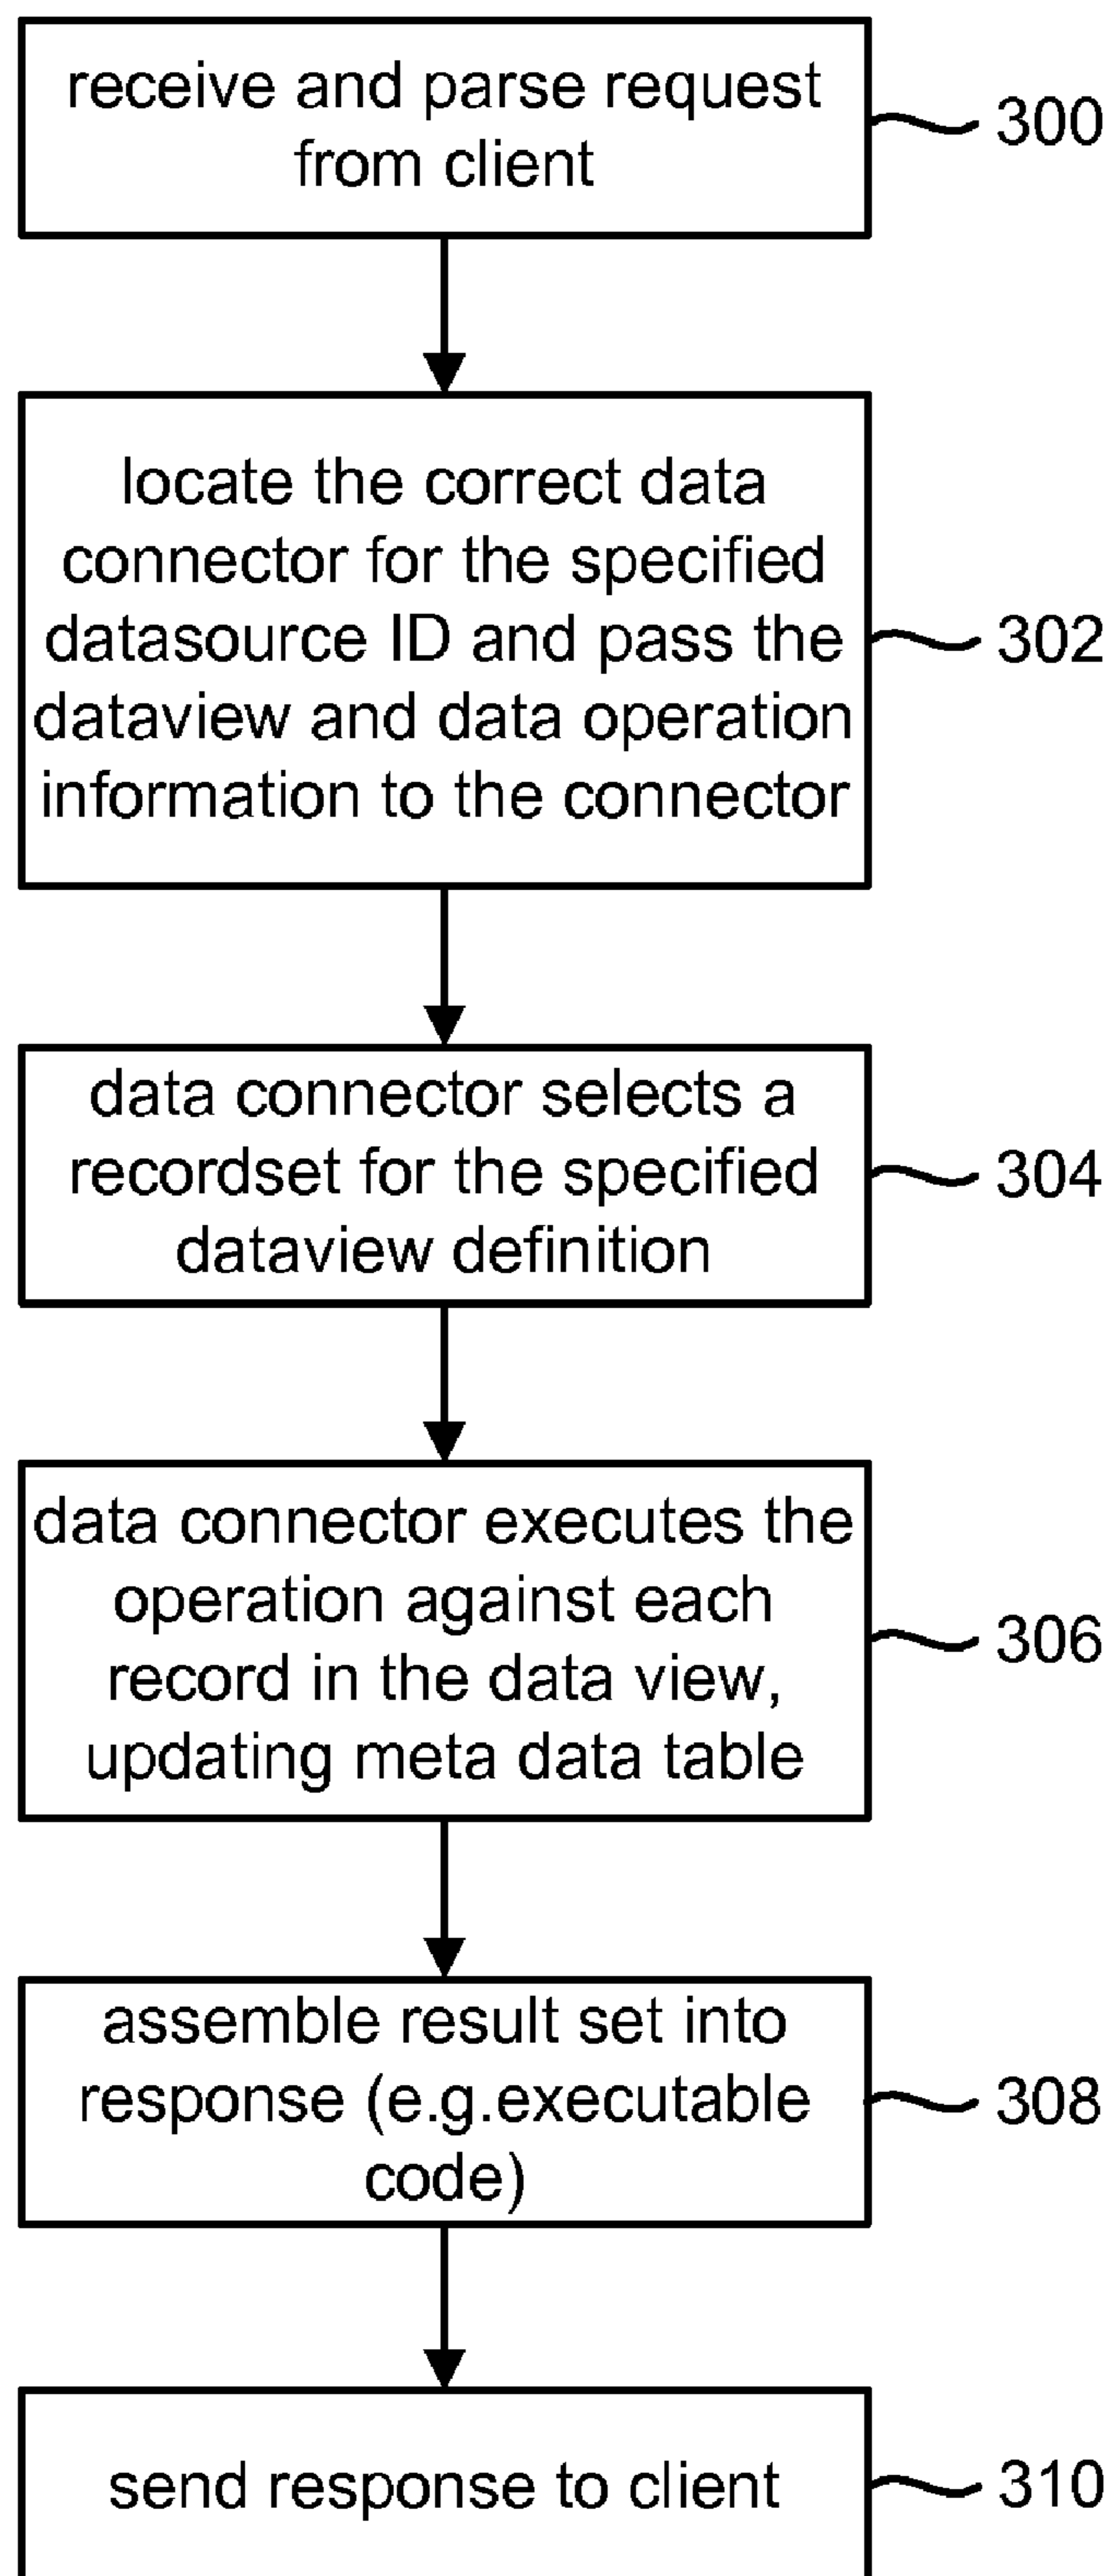 receive and parse request
from client
300
locate the correct data
connector for the specified
datasource ID and pass the
dataview and data operation
information to the connector
302
data connector selects a
recordset for the specified
dataview definition
304
data connector executes the
operation against each
record in the data view,
updating meta data table
306
assemble result set into
response (e.g.executable
code)
308
send response to client
310